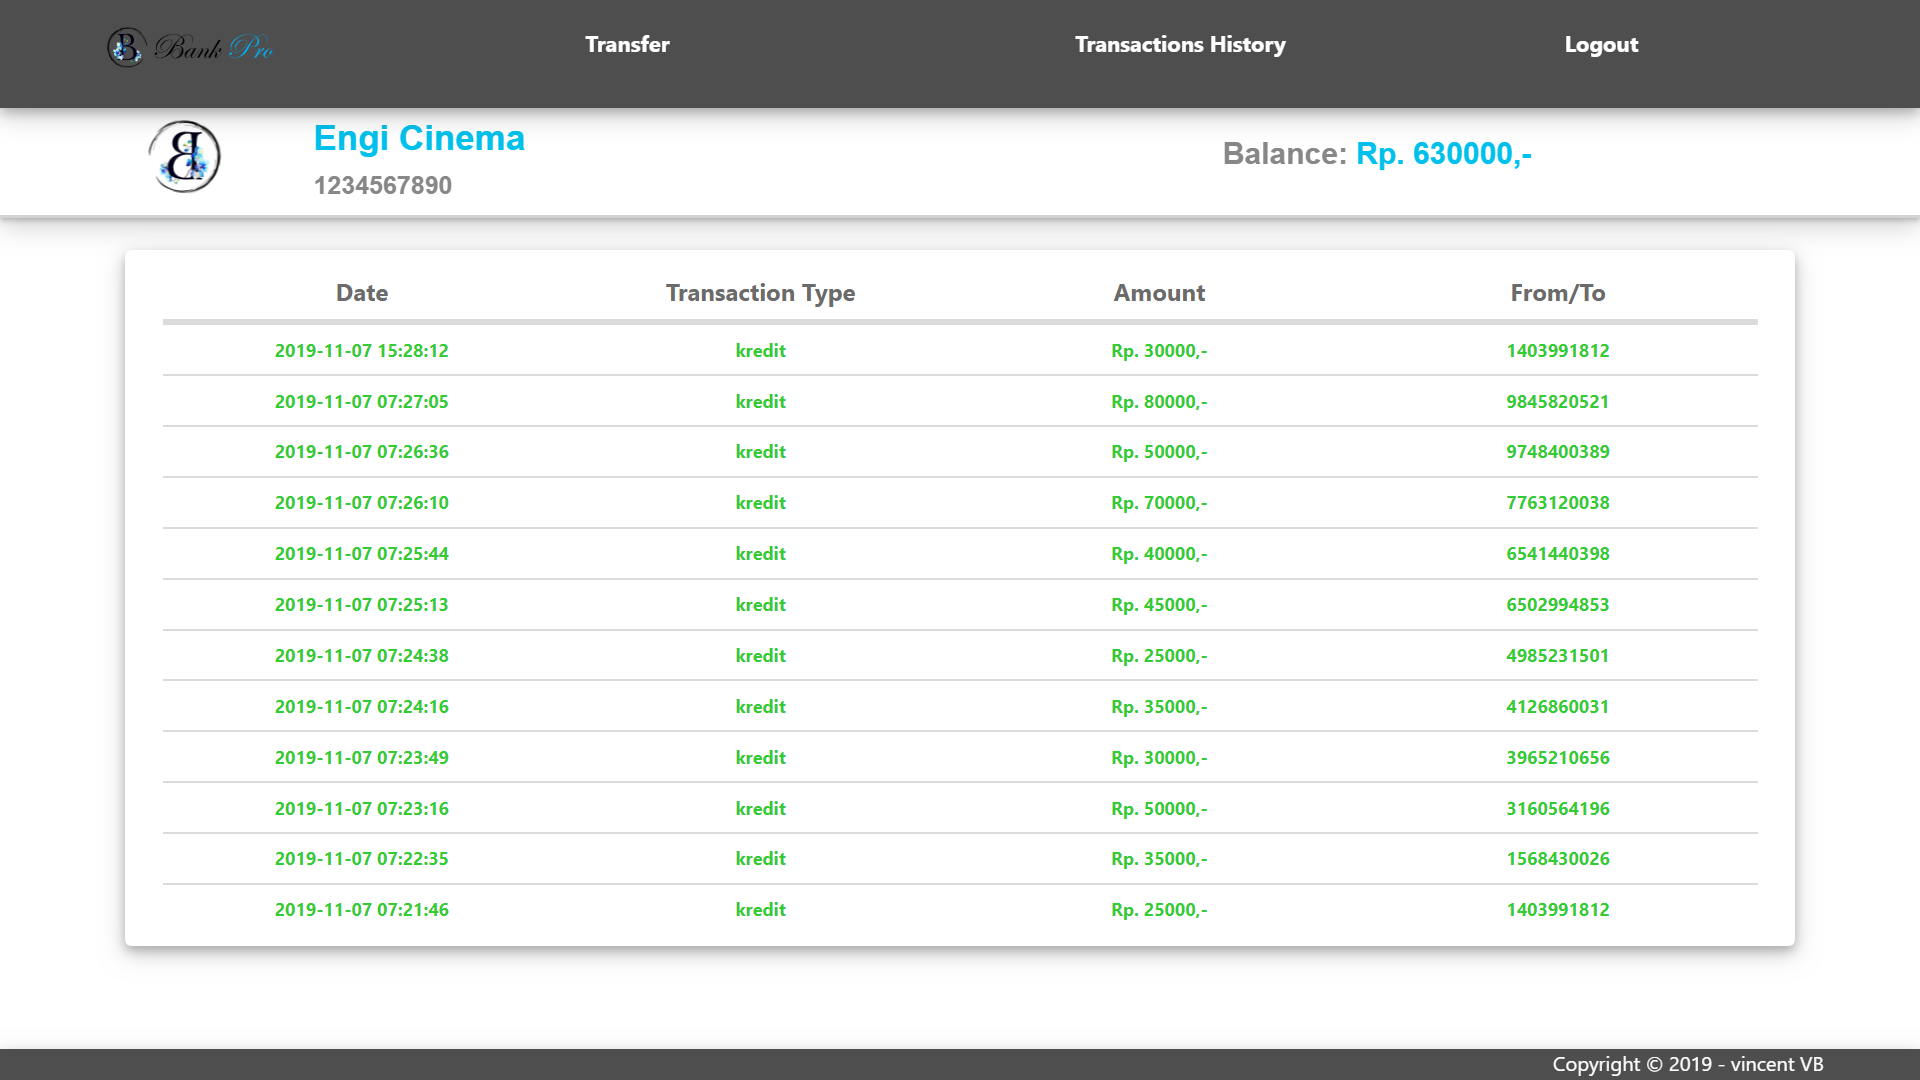 B Bank Pro Transfer Transactions History Logout
Engi Cinema
1234567890
Balance: Rp. 630000,-
Date Transaction Type Amount From/To
2019-11-07 15:28:12 kredit Rp. 30000,- 1403991812
2019-11-07 07:27:05 kredit Rp. 80000,- 9845820521
2019-11-07 07:26:36 kredit Rp. 50000,- 9748400389
2019-11-07 07:26:10 kredit Rp. 70000,- 7763120038
2019-11-07 07:25:44 kredit Rp. 40000,- 6541440398
2019-11-07 07:25:13 kredit Rp. 45000,- 6502994853
2019-11-07 07:24:38 kredit Rp. 25000,- 4985231501
2019-11-07 07:24:16 kredit Rp. 35000,- 4126860031
2019-11-07 07:23:49 kredit Rp. 30000,- 3965210656
2019-11-07 07:23:16 kredit Rp. 50000,- 3160564196
2019-11-07 07:22:35 kredit Rp. 35000,- 1568430026
2019-11-07 07:21:46 kredit Rp. 25000,- 1403991812
Copyright © 2019 - vincent VB